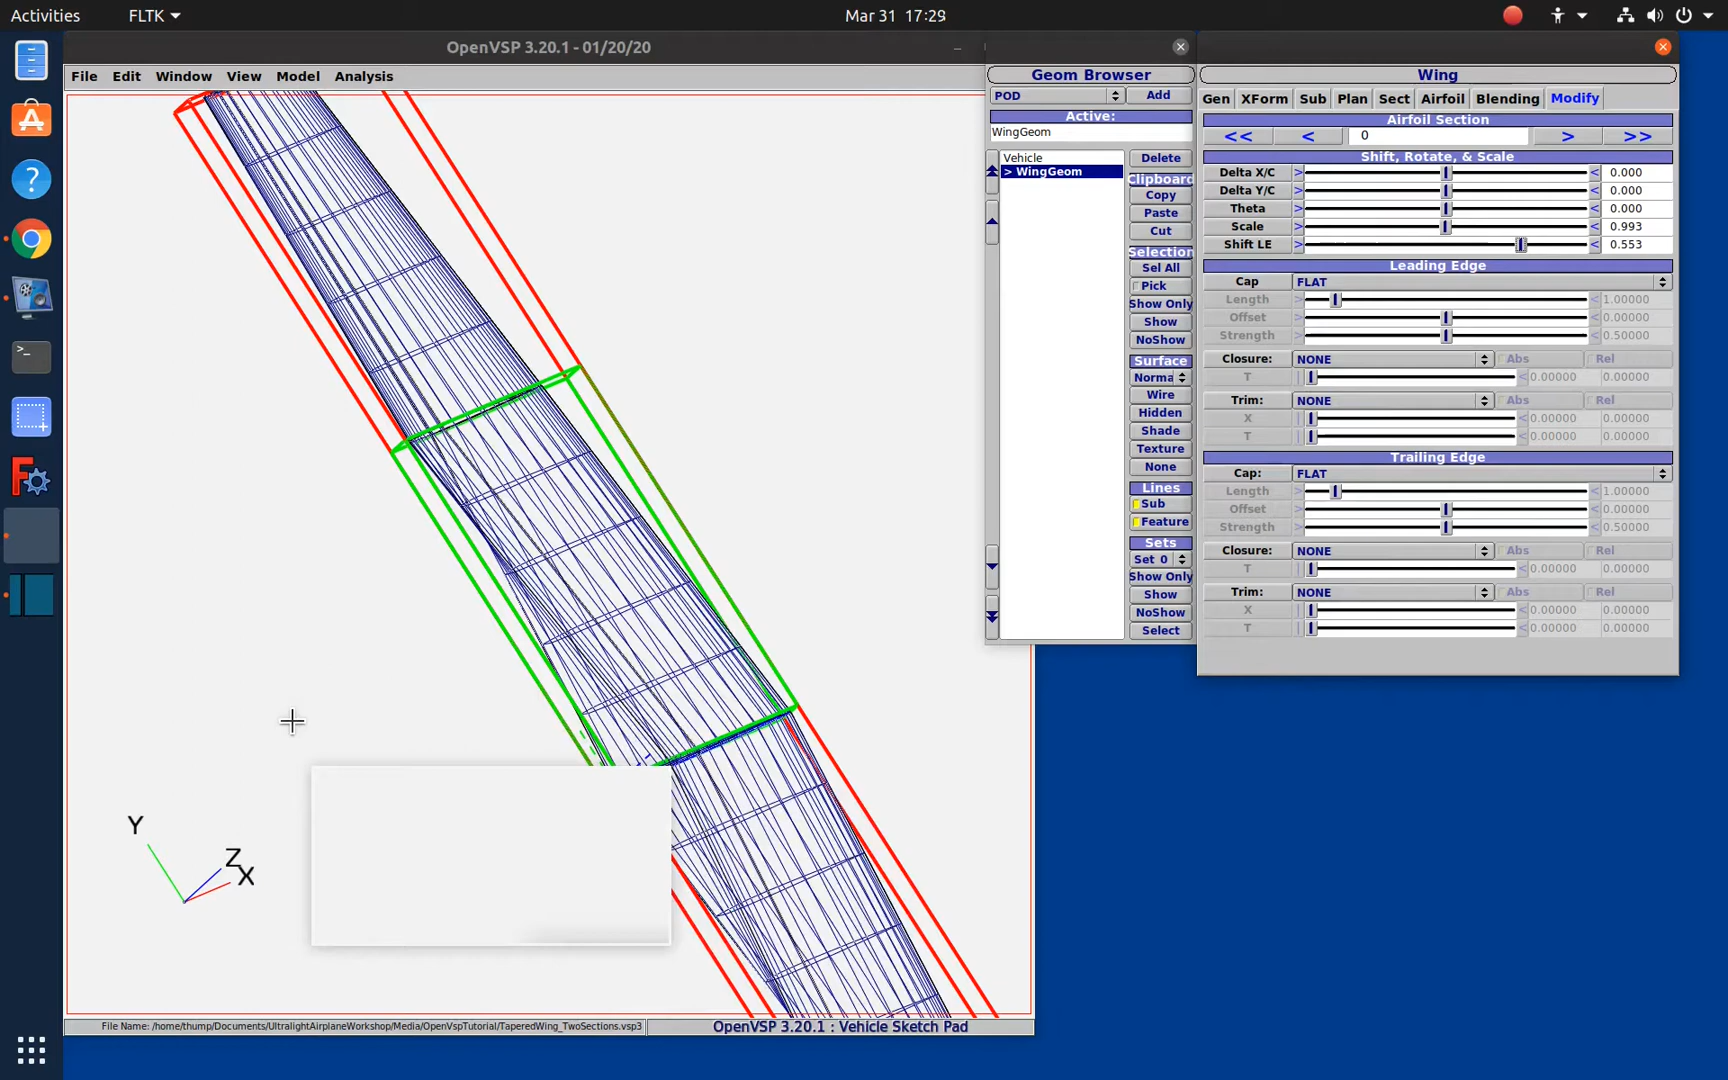 Activities
FLTK
Mar 31 17:29
OpenVSP 3.20.1 - 01/20/20
File Edit Window View Model Analysis
Geom Browser
POD
Add
Active:
WingGeom
Vehicle
> WingGeom
Delete
Clipboard
Copy
Paste
Cut
Selection
Sel All
Pick
Show Only
Show
NoShow
Surface
Norma
Wire
Hidden
Shade
Texture
None
Lines
Sub
Feature
Sets
Set 0
Show Only
Show
NoShow
Select
Wing
Gen XForm Sub Plan Sect Airfoil Blending Modify
Airfoil Section
<< < 0 > >>
Shift, Rotate, & Scale
Delta X/C > < 0.000
Delta Y/C > < 0.000
Theta > < 0.000
Scale > < 0.993
Shift LE > < 0.553
Leading Edge
Cap FLAT
Length > < 1.00000
Offset > < 0.00000
Strength > < 0.50000
Closure: NONE Abs Rel
T < 0.00000 0.00000
Trim: NONE Abs Rel
X < 0.00000 0.00000
T < 0.00000 0.00000
Trailing Edge
Cap: FLAT
Length > < 1.00000
Offset > < 0.00000
Strength > < 0.50000
Closure: NONE Abs Rel
T < 0.00000 0.00000
Trim: NONE Abs Rel
X < 0.00000 0.00000
T < 0.00000 0.00000
Y
Z
X
File Name: /home/thump/Documents/UltralightAirplaneWorkshop/Media/OpenVspTutorial/TaperedWing_TwoSections.vsp3
OpenVSP 3.20.1 : Vehicle Sketch Pad